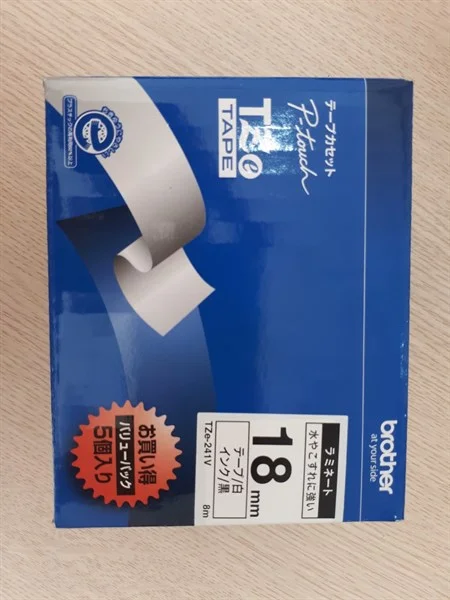 テープカセット
P-touch
TZe
TAPE
brother
at your side
ラミネート
水やこすれに強い
18mm
テープ/白
インク/黒
TZe-241V
8m
お買い得
バリューパック
5個入り